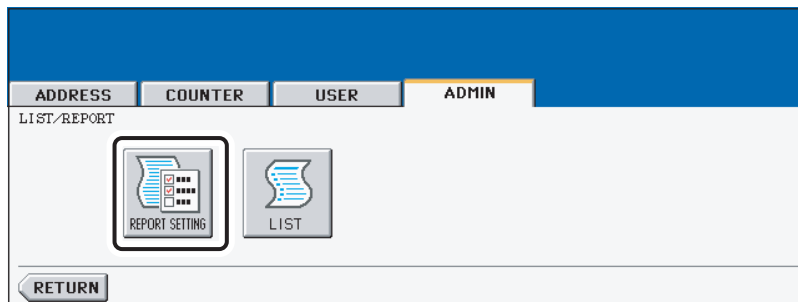 ADDRESS COUNTER USER ADMIN
LIST/REPORT
REPORT SETTING LIST
RETURN